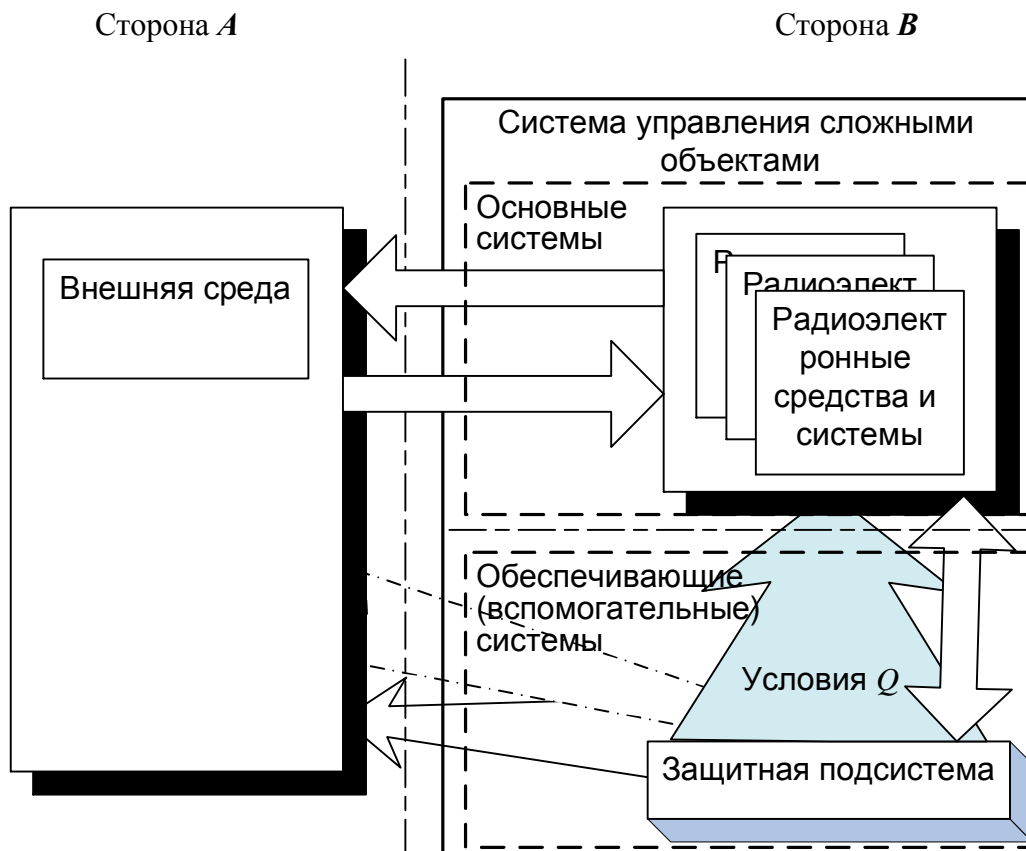 Сторона A
Сторона B
Система управления сложными
объектами
Основные
системы
Внешняя среда
Р
Радиоэлект
Радиоэлект
ронные
средства и
системы
Обеспечивающие
(вспомогательные)
системы
Условия Q
Защитная подсистема